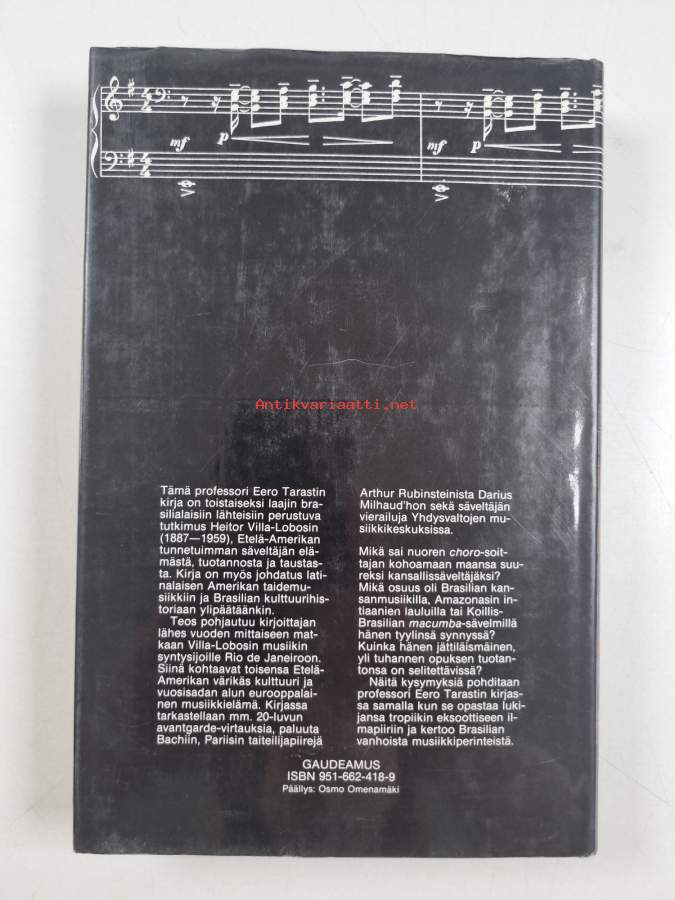 mf
p
mf
p
Antikvariaatti.net
Tämä professori Eero Tarastin
kirja on toistaiseksi laajin bra-
silialaisiin lähteisiin perustuva
tutkimus Heitor Villa-Lobosin
(1887—1959), Etelä-Amerikan
tunnetuimman säveltäjän elä-
mästä, tuotannosta ja taustas-
ta. Kirja on myös johdatus lati-
nalaisen Amerikan taidemu-
siikkiin ja Brasilian kulttuurihis-
toriaan ylipäätäänkin.
Teos pohjautuu kirjoittajan
lähes vuoden mittaiseen mat-
kaan Villa-Lobosin musiikin
syntysijoille Rio de Janeiroon.
Siinä kohtaavat toisensa Etelä-
Amerikan värikäs kulttuuri ja
vuosisadan alun eurooppalai-
nen musiikkielämä. Kirjassa
tarkastellaan mm. 20-luvun
avantgarde-virtauksia, paluuta
Bachiin, Pariisin taiteilijapiirejä
Arthur Rubinsteinista Darius
Milhaud'hon sekä säveltäjän
vierailuja Yhdysvaltojen mu-
siikkikeskuksissa.
Mikä sai nuoren choro-soit-
tajan kohoamaan maansa suu-
reksi kansallissäveltäjäksi?
Mikä osuus oli Brasilian kan-
sanmusiikilla, Amazonasin in-
tiaanien lauluilla tai Koillis-
Brasilian macumba-sävelmillä
hänen tyylinsä synnyssä?
Kuinka hänen jättiläismäinen,
yli tuhannen opuksen tuotan-
tonsa on selitettävissä?
Näitä kysymyksiä pohditaan
professori Eero Tarastin kirjas-
sa samalla kun se opastaa luki-
jansa tropiikin eksoottiseen il-
mapiiriin ja kertoo Brasilian
vanhoista musiikkiperinteistä.
GAUDEAMUS
ISBN 951-662-418-9
Päällys: Osmo Omenamäki